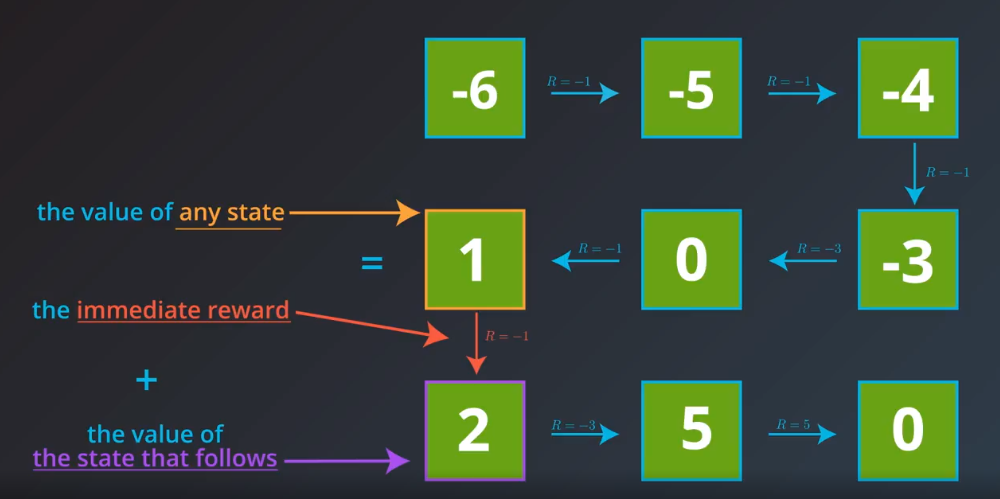 -6 R = −1 -5 R = −1 -4
R = −1
the value of any state
= 1 R = −1 0 R = −3 -3
the immediate reward
R = −1
+
the value of
the state that follows
2 R = −3 5 R = 5 0